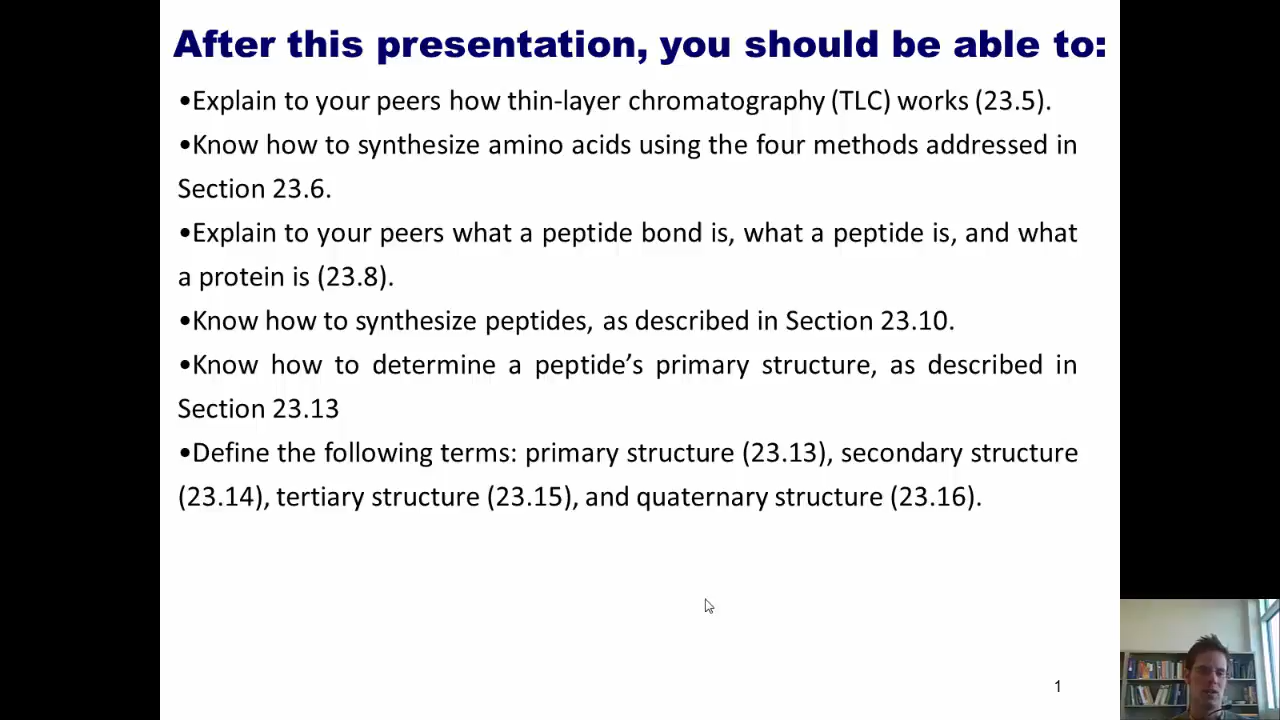 After this presentation, you should be able to:
•Explain to your peers how thin-layer chromatography (TLC) works (23.5).
•Know how to synthesize amino acids using the four methods addressed in
Section 23.6.
•Explain to your peers what a peptide bond is, what a peptide is, and what
a protein is (23.8).
•Know how to synthesize peptides, as described in Section 23.10.
•Know how to determine a peptide’s primary structure, as described in
Section 23.13
•Define the following terms: primary structure (23.13), secondary structure
(23.14), tertiary structure (23.15), and quaternary structure (23.16).
1